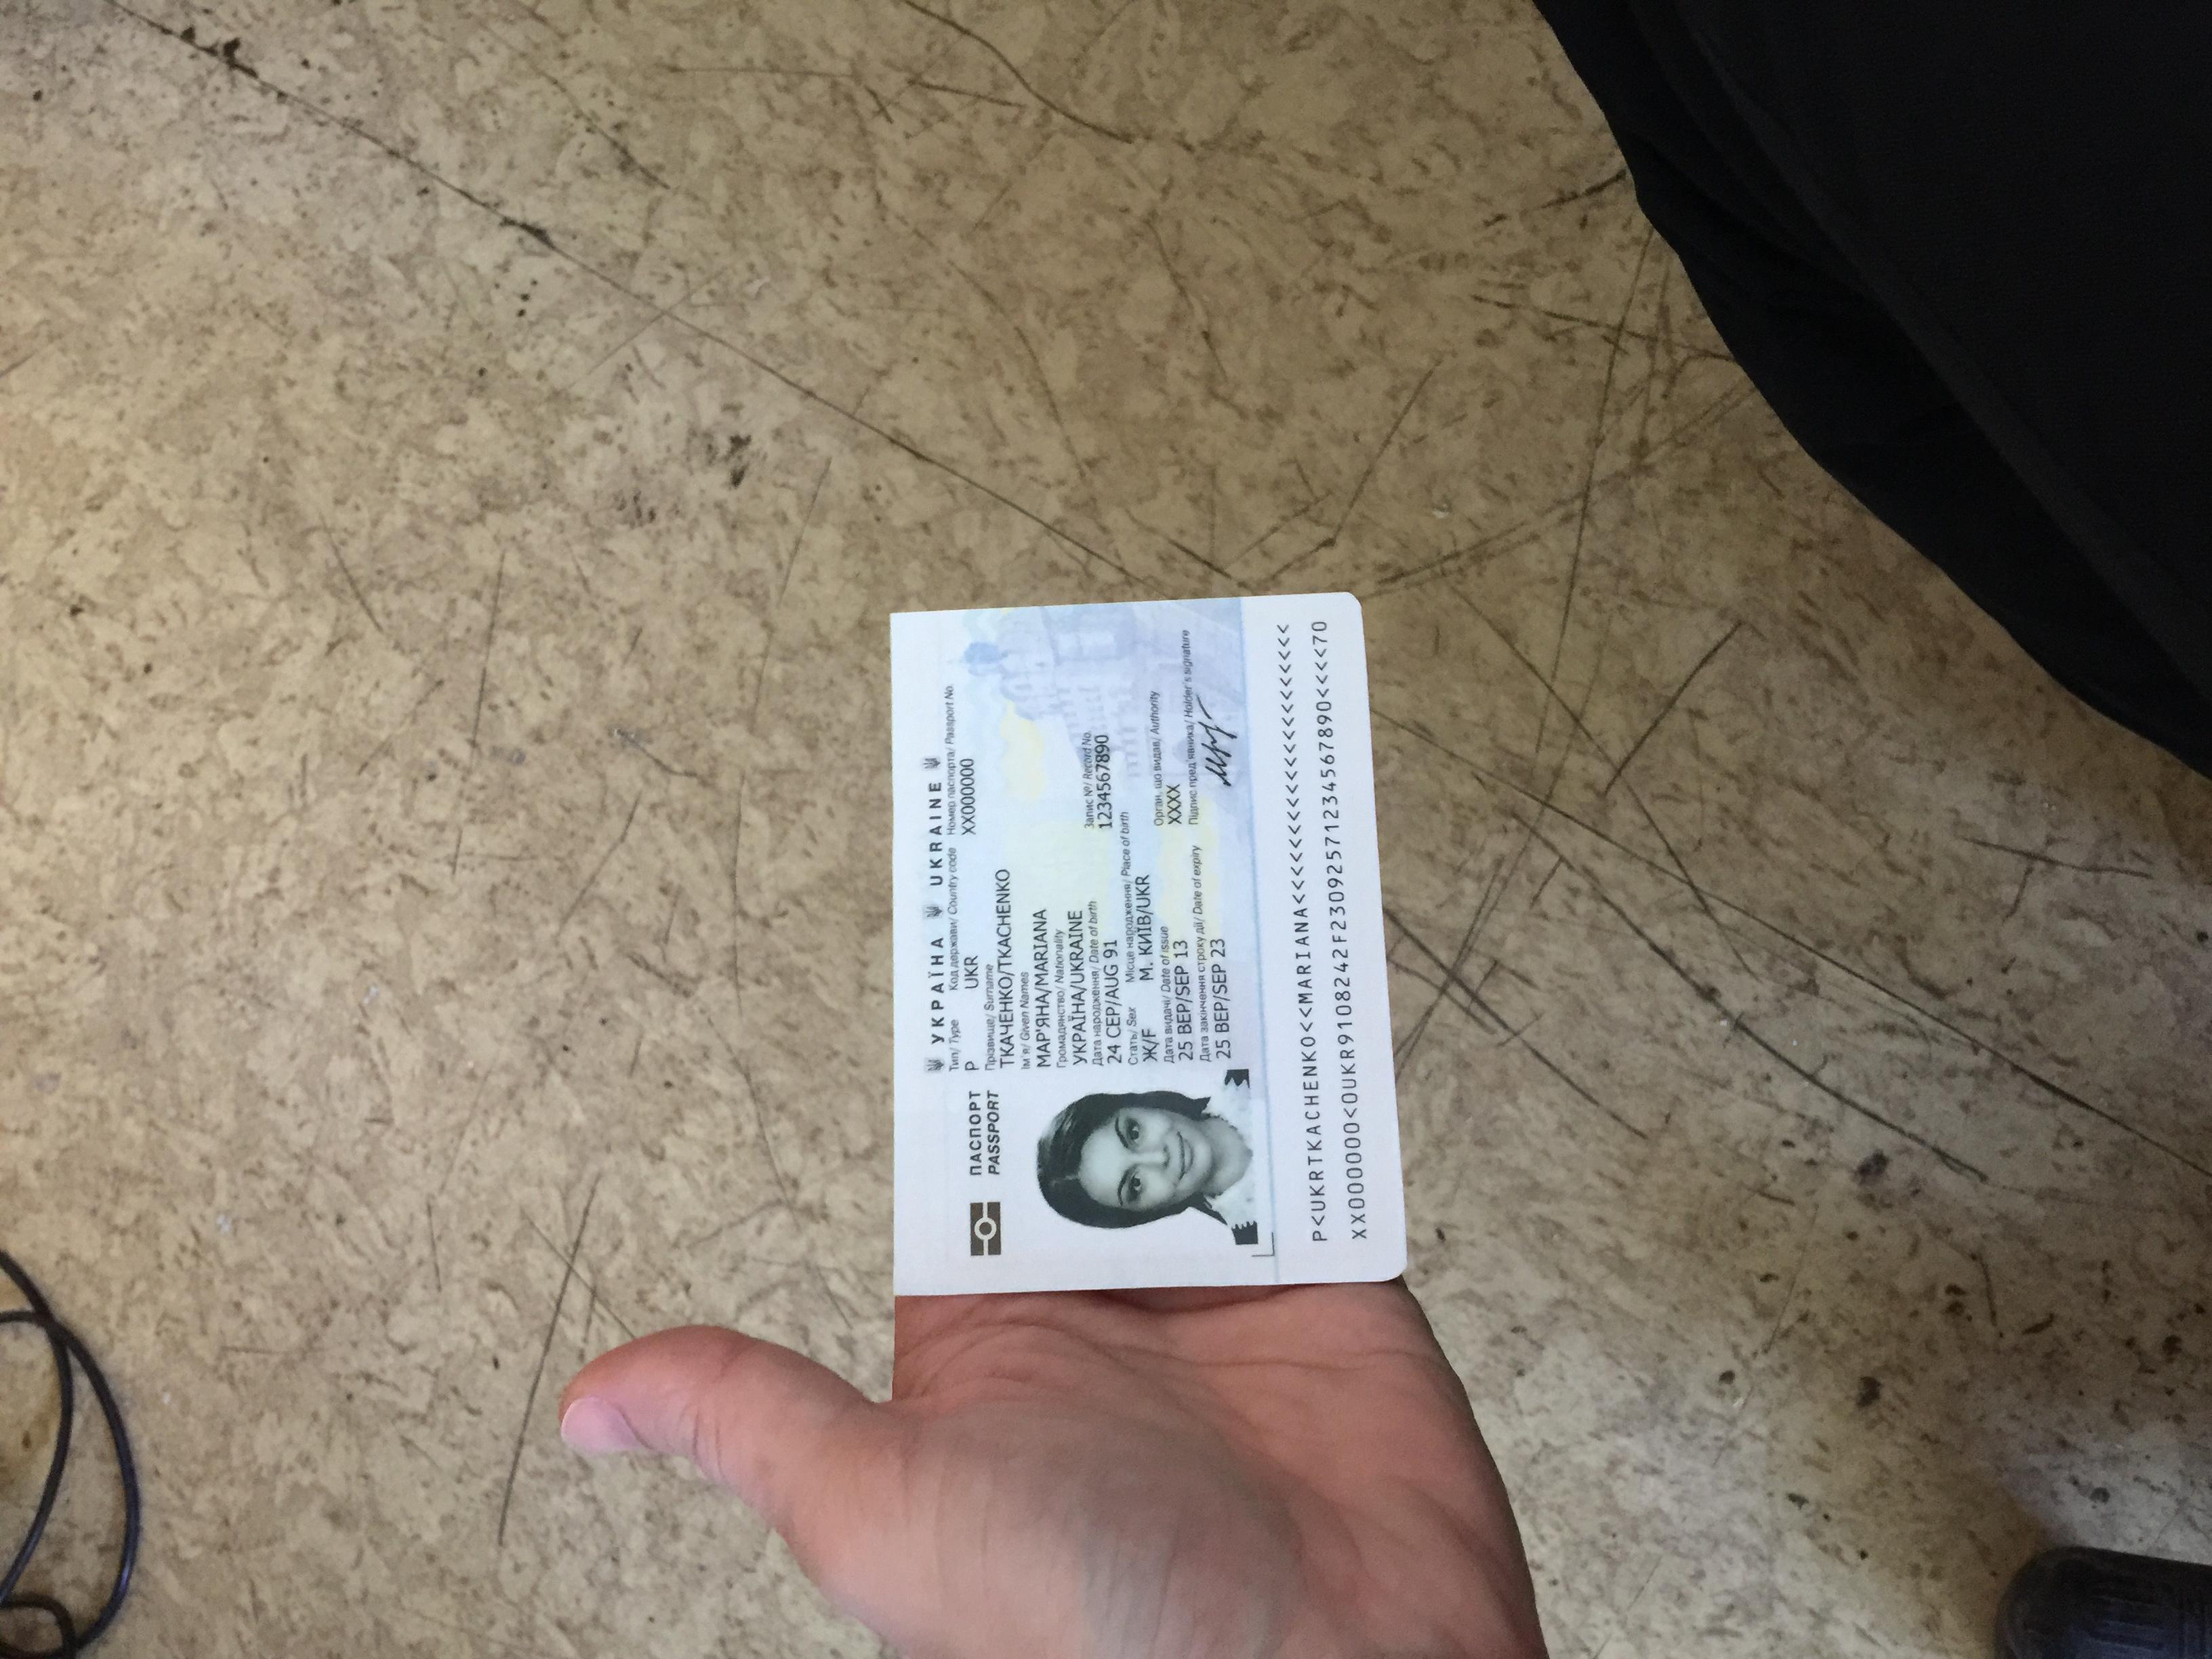 УКРАЇНА UKRAINE
ПАСПОРТ
PASSPORT
Тип/ Type Код держави/ Country code Номер паспорта/ Passport No.
P UKR XX000000
Прізвище/ Surname
ТКАЧЕНКО/TKACHENKO
Ім'я/ Given Names
МАР'ЯНА/MARIANA
Громадянство/ Nationality
УКРАЇНА/UKRAINE
Дата народження/ Date of birth Запис №/ Record No.
24 СЕР/AUG 91 1234567890
Стать/ Sex Місце народження/ Place of birth
Ж/F М. КИЇВ/UKR
Дата видачі/ Date of issue Орган, що видав/ Authority
25 ВЕР/SEP 13 XXXX
Дата закінчення строку дії/ Date of expiry Підпис пред'явника/ Holder's signature
25 ВЕР/SEP 23
P<UKRTKACHENKO<<MARIANA<<<<<<<<<<<<<<<<<<<<<
XX000000<0UKR9108242F23092571234567890<<<<70